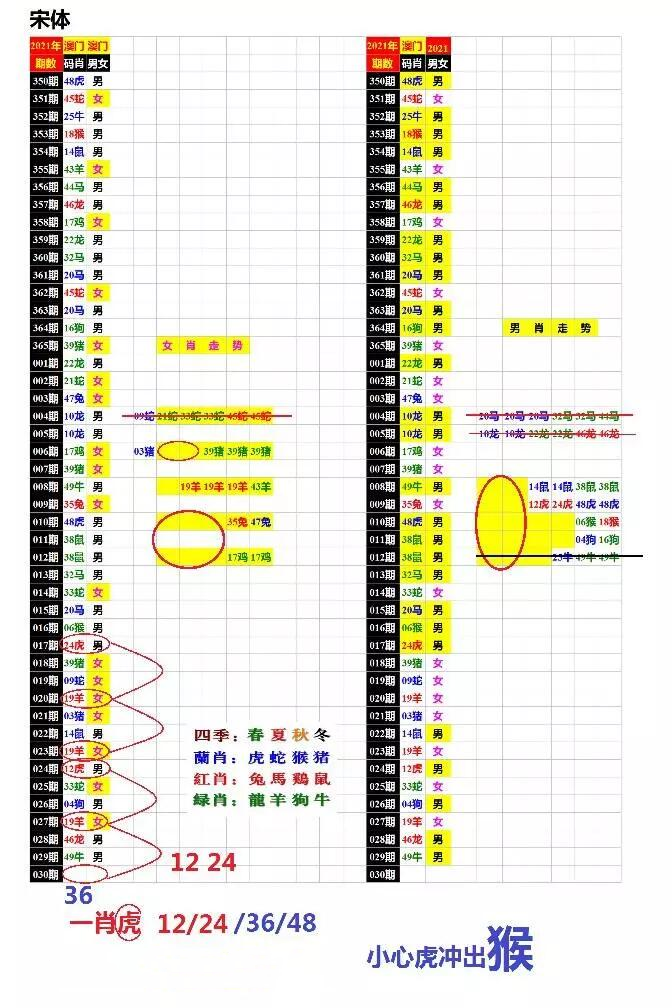 宋体
2021年 澳门 澳门 2021年 澳门 2021
期数 码肖 男女 期数 码肖 男女
350期 48虎 男 350期 48虎 男
351期 45蛇 女 351期 45蛇 女
352期 25牛 男 352期 25牛 男
353期 18猴 男 353期 18猴 男
354期 14鼠 男 354期 14鼠 男
355期 43羊 女 355期 43羊 女
356期 44马 男 356期 44马 男
357期 46龙 男 357期 46龙 男
358期 17鸡 女 358期 17鸡 女
359期 22龙 男 359期 22龙 男
360期 32马 男 360期 32马 男
361期 20马 男 361期 20马 男
362期 45蛇 女 362期 45蛇 女
363期 20马 男 363期 20马 男
364期 16狗 男 364期 16狗 男 男肖走势
365期 39猪 女 女肖走势 365期 39猪 女
001期 22龙 男 001期 22龙 男
002期 21蛇 女 002期 21蛇 女
003期 47兔 女 003期 47兔 女
004期 10龙 男 09蛇 21蛇 33蛇 33蛇 45蛇 45蛇 004期 10龙 男 20马 20马 20马 32马 32马 44马
005期 10龙 男 005期 10龙 男 10龙 10龙 22龙 22龙 46龙 46龙
006期 17鸡 女 03猪 39猪 39猪 39猪 006期 17鸡 女
007期 39猪 女 007期 39猪 女
008期 49牛 男 19羊 19羊 19羊 43羊 008期 49牛 男 14鼠 14鼠 38鼠 38鼠
009期 35兔 女 009期 35兔 女 12虎 24虎 48虎 48虎
010期 48虎 男 35兔 47兔 010期 48虎 男 06猴 18猴
011期 38鼠 男 011期 38鼠 男 04狗 16狗
012期 38鼠 男 17鸡 17鸡 012期 38鼠 男 25牛 49牛 49牛
013期 32马 男 013期 32马 男
014期 33蛇 女 014期 33蛇 女
015期 20马 男 015期 20马 男
016期 06猴 男 016期 06猴 男
017期 24虎 男 017期 24虎 男
018期 39猪 女 018期 39猪 女
019期 09蛇 女 019期 09蛇 女
020期 19羊 女 020期 19羊 女
021期 03猪 女 021期 03猪 女
022期 14鼠 男 四季：春夏秋冬 022期 14鼠 男
023期 19羊 女 蘭肖：虎蛇猴猪 023期 19羊 女
024期 12虎 男 紅肖：兔馬鷄鼠 024期 12虎 男
025期 33蛇 女 緑肖：龍羊狗牛 025期 33蛇 女
026期 04狗 男 026期 04狗 男
027期 19羊 女 027期 19羊 女
028期 46龙 男 028期 46龙 男
029期 49牛 男 12 24 029期 49牛 男
030期 030期
36
一肖虎 12/24 /36/48
小心虎冲出猴